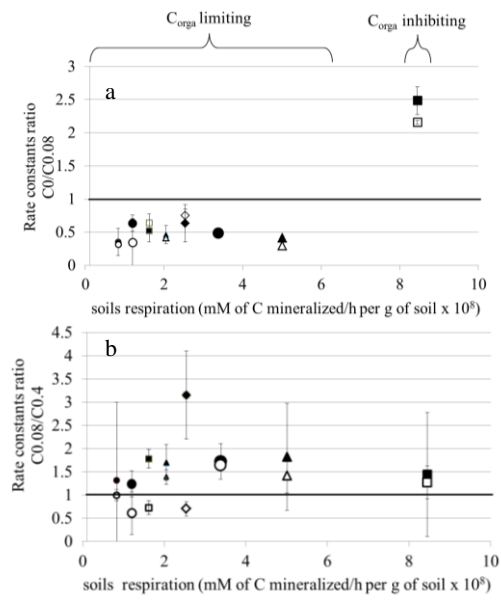 C_orga limiting C_orga inhibiting
a
Rate constants ratio
C0/C0.08
3
2.5
2
1.5
1
0.5
0
0 2 4 6 8 10
soils respiration (mM of C mineralized/h per g of soil x 10⁸)
b
Rate constants ratio
C0.08/C0.4
4.5
4
3.5
3
2.5
2
1.5
1
0.5
0
0 2 4 6 8 10
soils respiration (mM of C mineralized/h per g of soil x 10⁸)